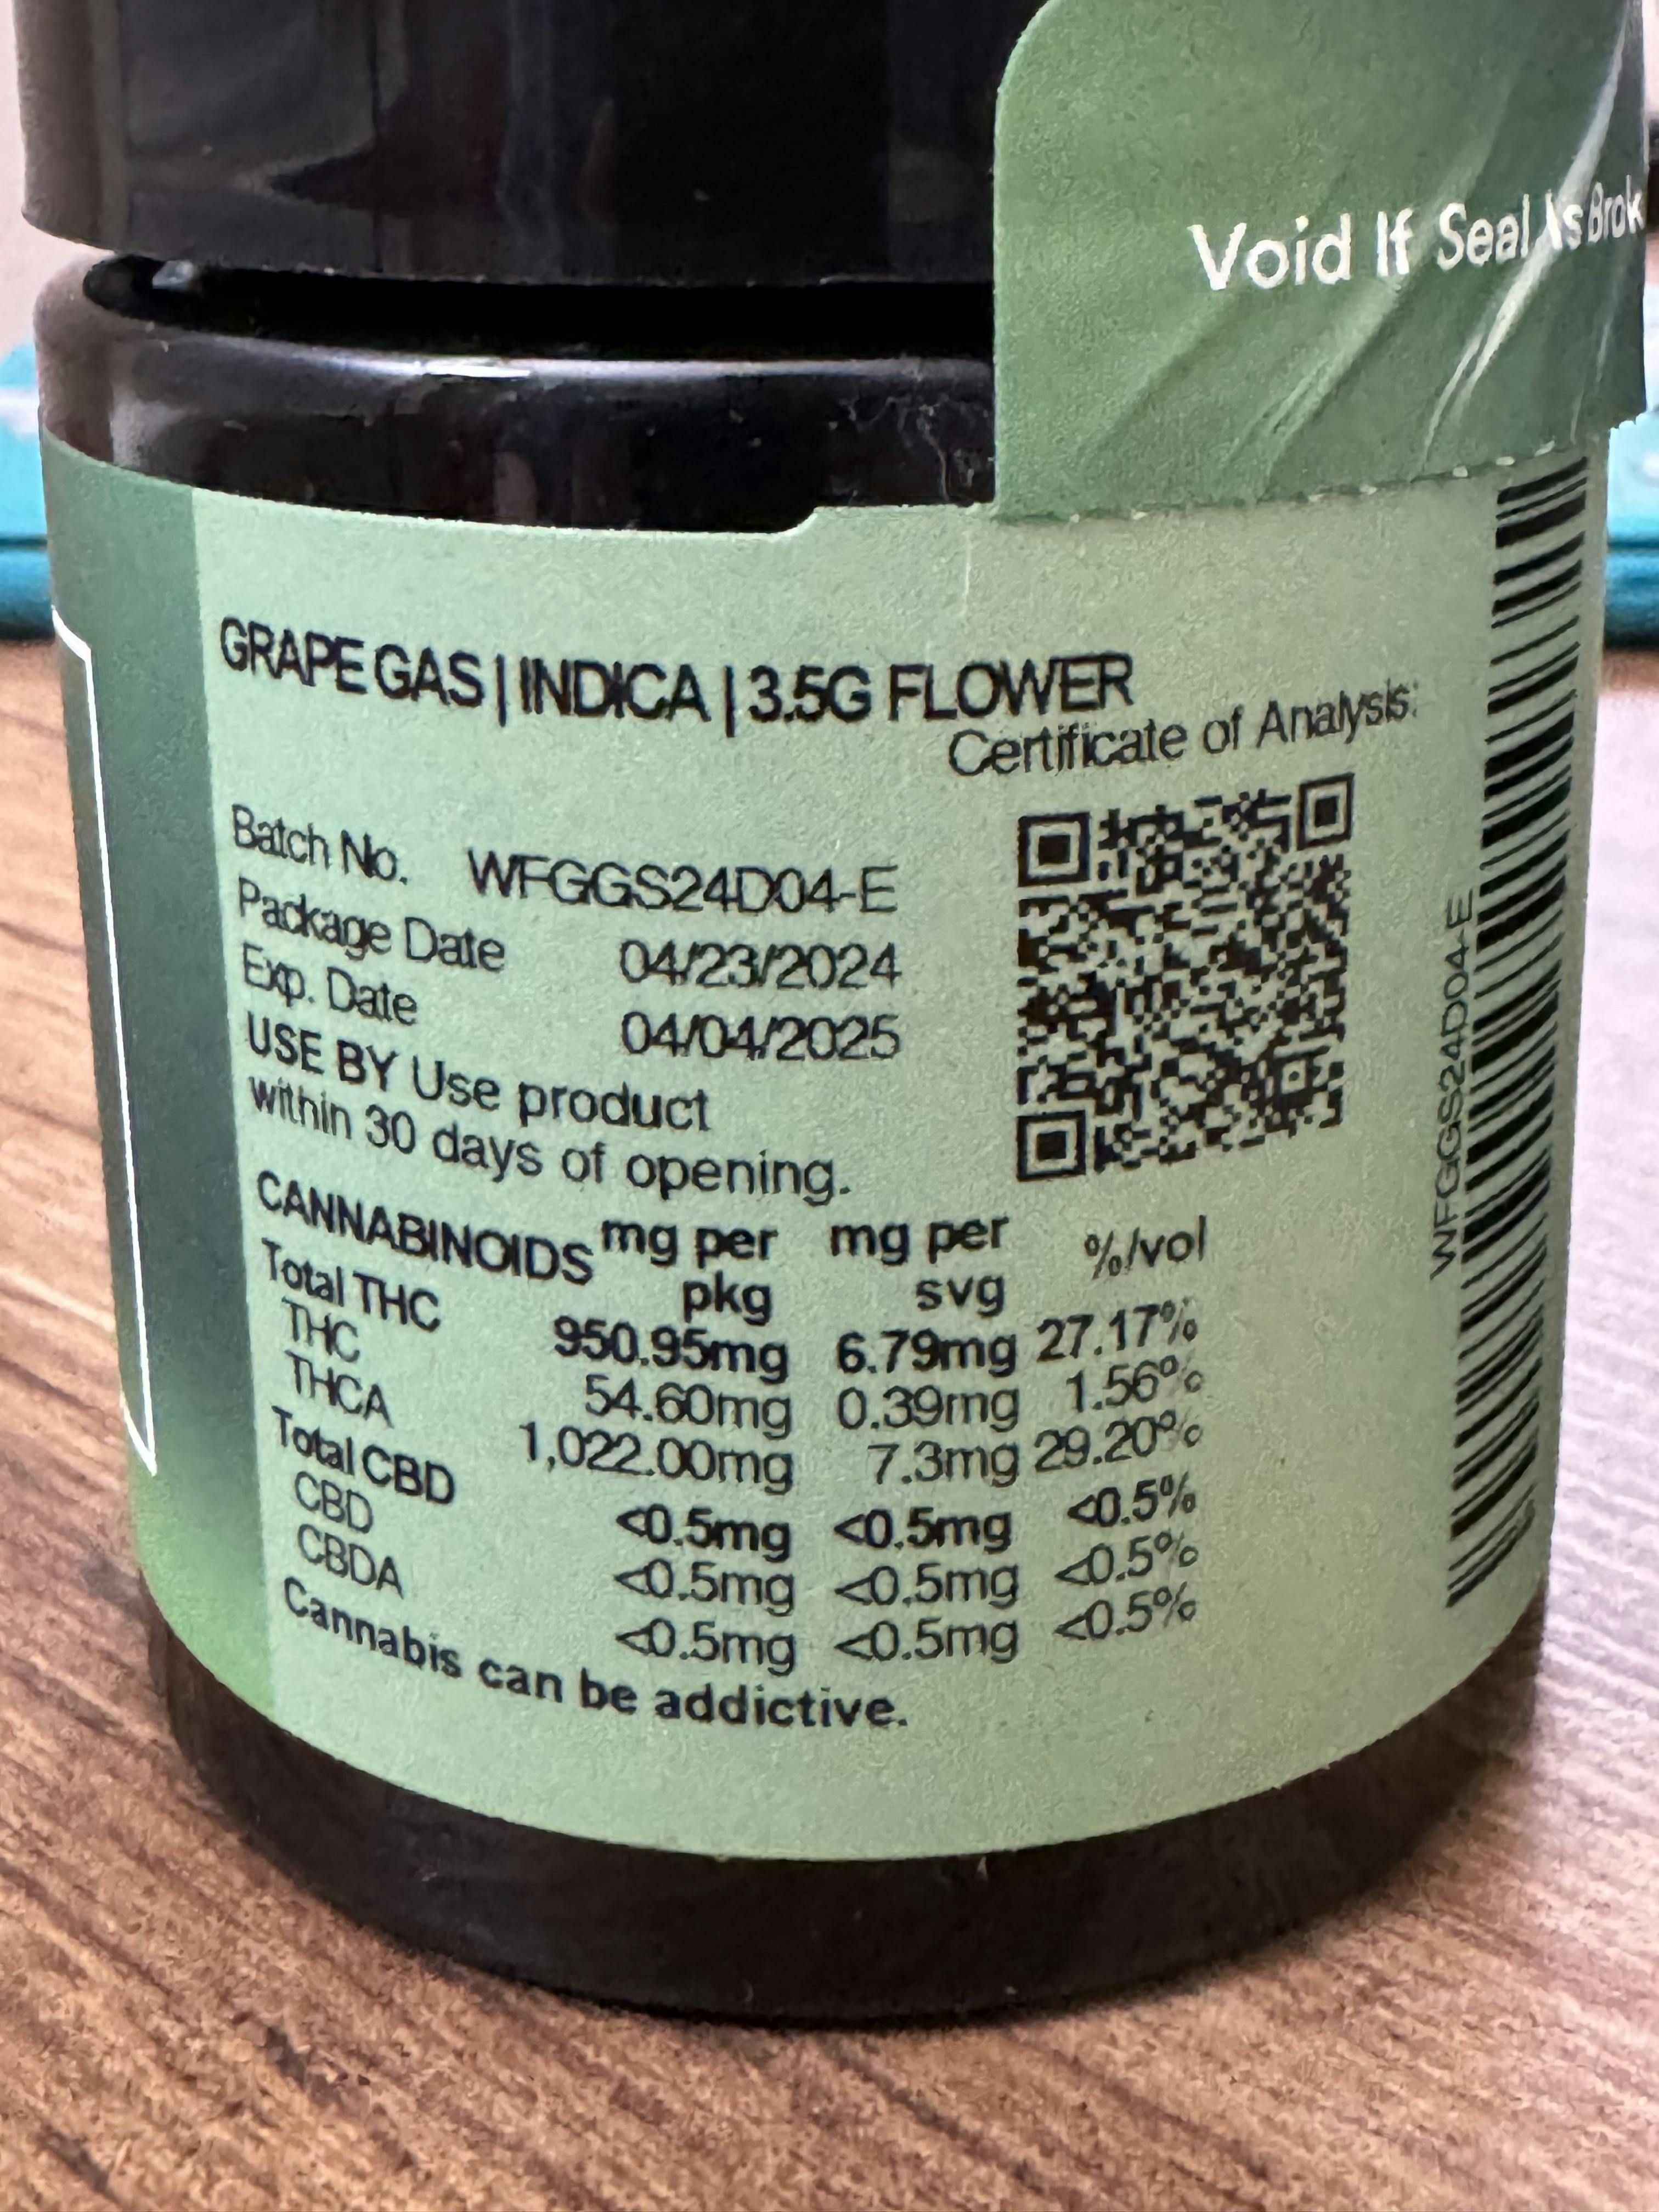 Void If Seal Is Brok
GRAPE GAS | INDICA | 3.5G FLOWER
Certificate of Analysis:
Batch No. WFGGS24D04-E
Package Date 04/23/2024
Exp. Date 04/04/2025
USE BY Use product
within 30 days of opening.
CANNABINOIDS mg per pkg mg per svg %/vol
Total THC 950.95mg 6.79mg 27.17%
THC 54.60mg 0.39mg 1.56%
THCA 1,022.00mg 7.3mg 29.20%
Total CBD <0.5mg <0.5mg <0.5%
CBD <0.5mg <0.5mg <0.5%
CBDA <0.5mg <0.5mg <0.5%
Cannabis can be addictive.
WFGGS24D04-E